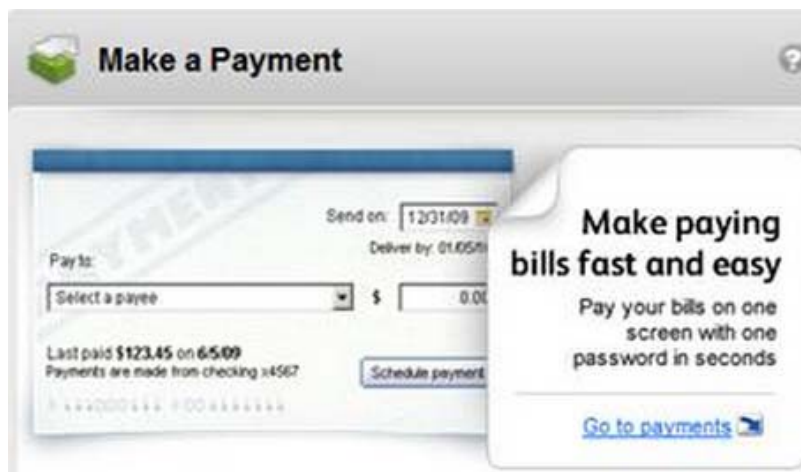 Make a Payment
?
PAYMENT
Send on: 12/31/09
Deliver by: 01/05/
Pay to:
Select a payee $ 0.00
Last paid $123.45 on 6/5/09
Payments are made from checking x4567
Schedule payment
Make paying
bills fast and easy
Pay your bills on one
screen with one
password in seconds
Go to payments